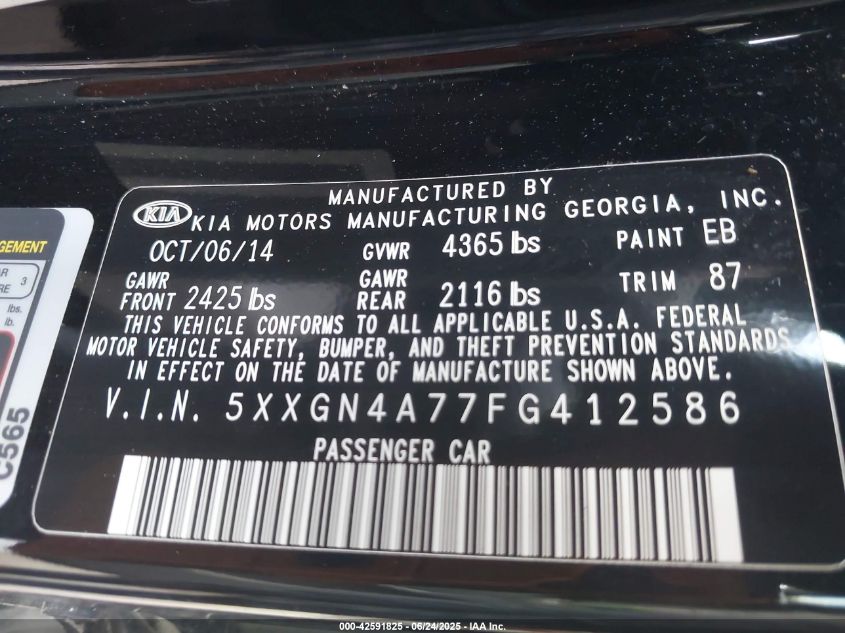 MANUFACTURED BY
KIA KIA MOTORS MANUFACTURING GEORGIA, INC.
OCT/06/14 GVWR 4365 lbs PAINT EB
GAWR FRONT 2425 lbs GAWR REAR 2116 lbs TRIM 87
THIS VEHICLE CONFORMS TO ALL APPLICABLE U.S.A. FEDERAL
MOTOR VEHICLE SAFETY, BUMPER, AND THEFT PREVENTION STANDARDS
IN EFFECT ON THE DATE OF MANUFACTURE SHOWN ABOVE.
V.I.N. 5XXGN4A77FG412586
PASSENGER CAR
3
lbs.
lb.
C565
000-42591825 - 06/24/2025 - IAA Inc.